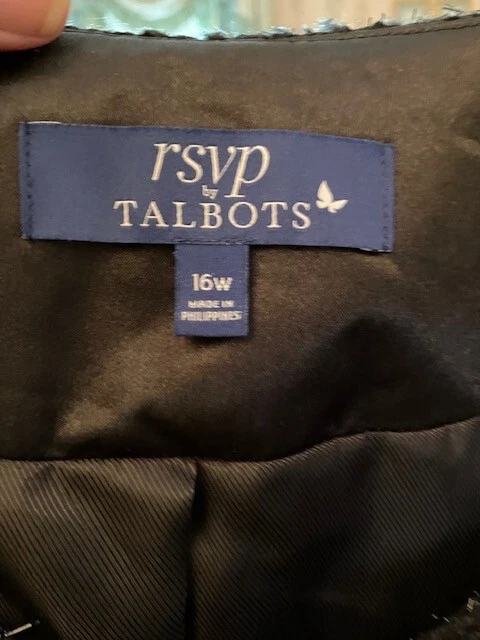 rsvp
by
TALBOTS
16W
MADE IN
PHILIPPINES